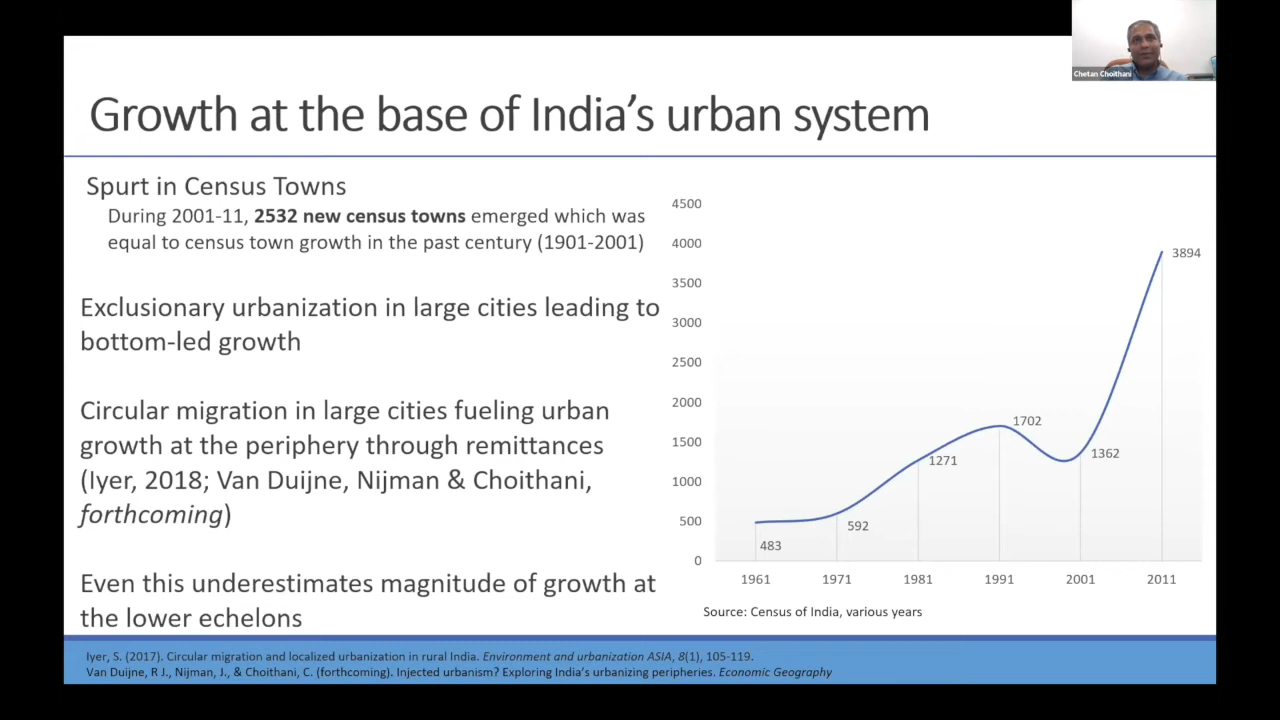 Chetan Choithani
Growth at the base of India's urban system
Spurt in Census Towns
During 2001-11, 2532 new census towns emerged which was
equal to census town growth in the past century (1901-2001)
Exclusionary urbanization in large cities leading to
bottom-led growth
Circular migration in large cities fueling urban
growth at the periphery through remittances
(Iyer, 2018; Van Duijne, Nijman & Choithani,
forthcoming)
Even this underestimates magnitude of growth at
the lower echelons
4500
4000
3500
3000
2500
2000
1500
1000
500
0
483
592
1271
1702
1362
3894
1961 1971 1981 1991 2001 2011
Source: Census of India, various years
Iyer, S. (2017). Circular migration and localized urbanization in rural India. Environment and urbanization ASIA, 8(1), 105-119.
Van Duijne, R J., Nijman, J., & Choithani, C. (forthcoming). Injected urbanism? Exploring India's urbanizing peripheries. Economic Geography